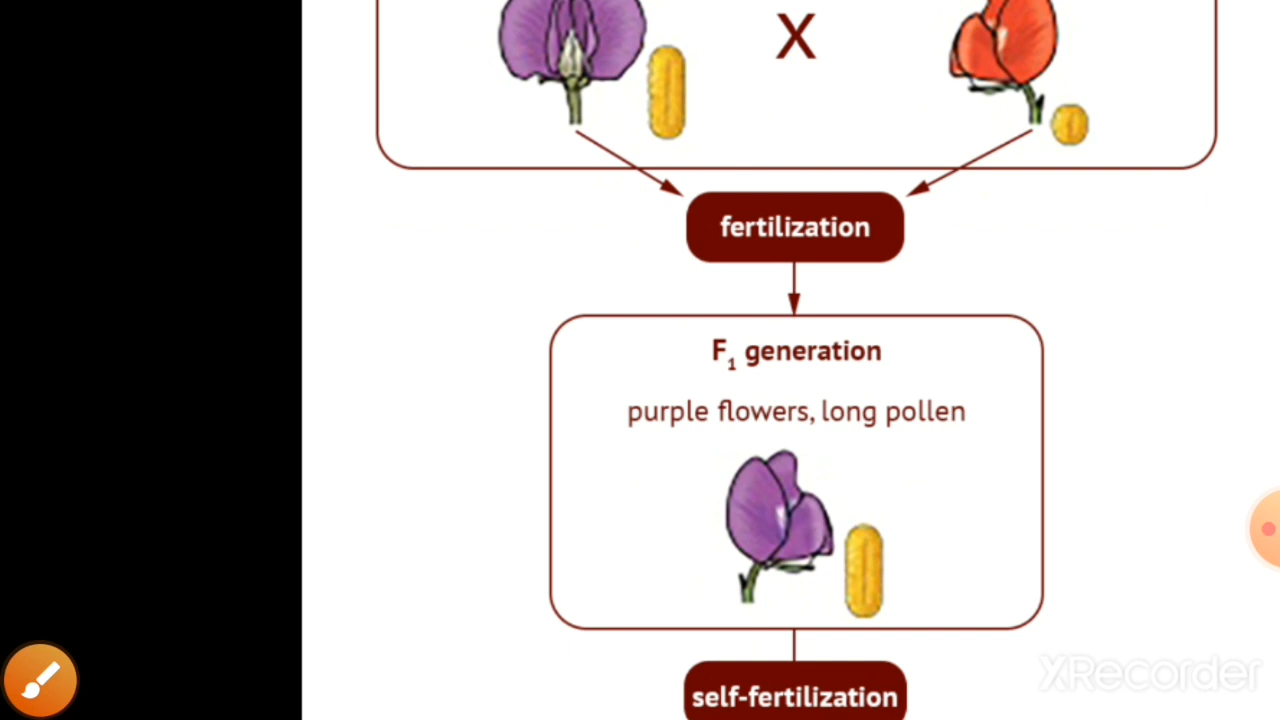 X
fertilization
F₁ generation
purple flowers, long pollen
self-fertilization
XRecorder